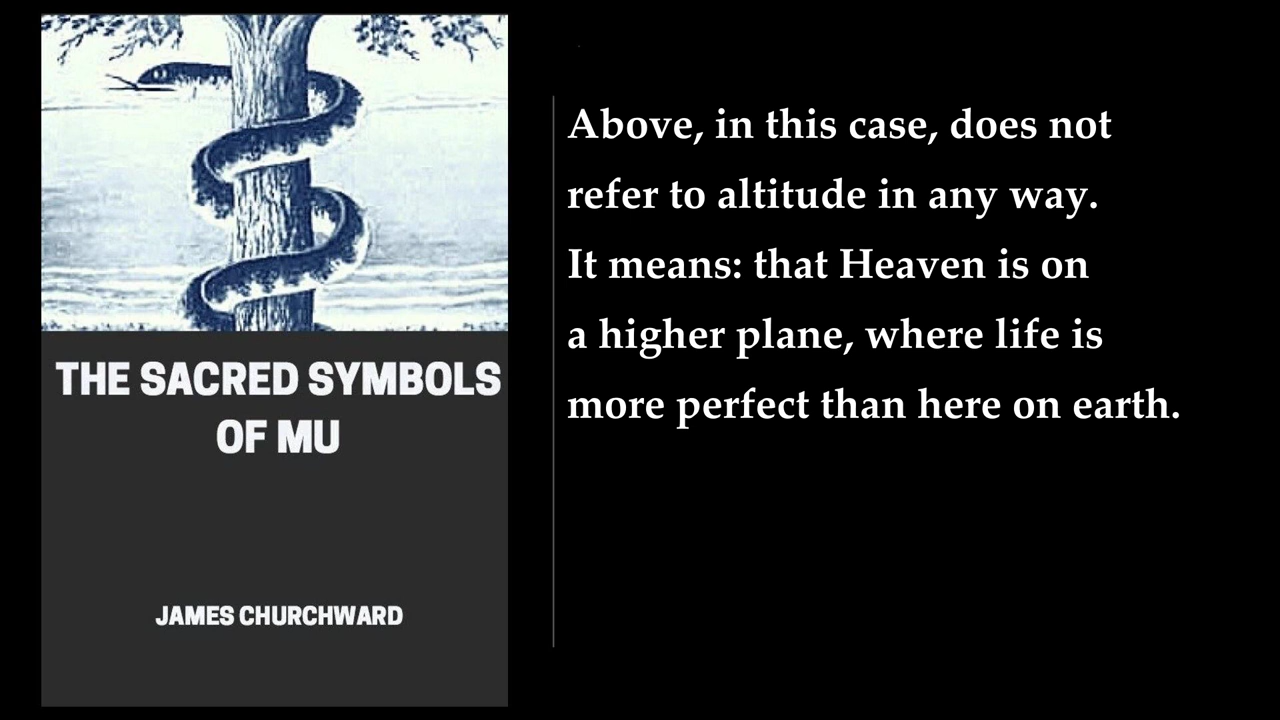 THE SACRED SYMBOLS
OF MU
JAMES CHURCHWARD
Above, in this case, does not
refer to altitude in any way.
It means: that Heaven is on
a higher plane, where life is
more perfect than here on earth.